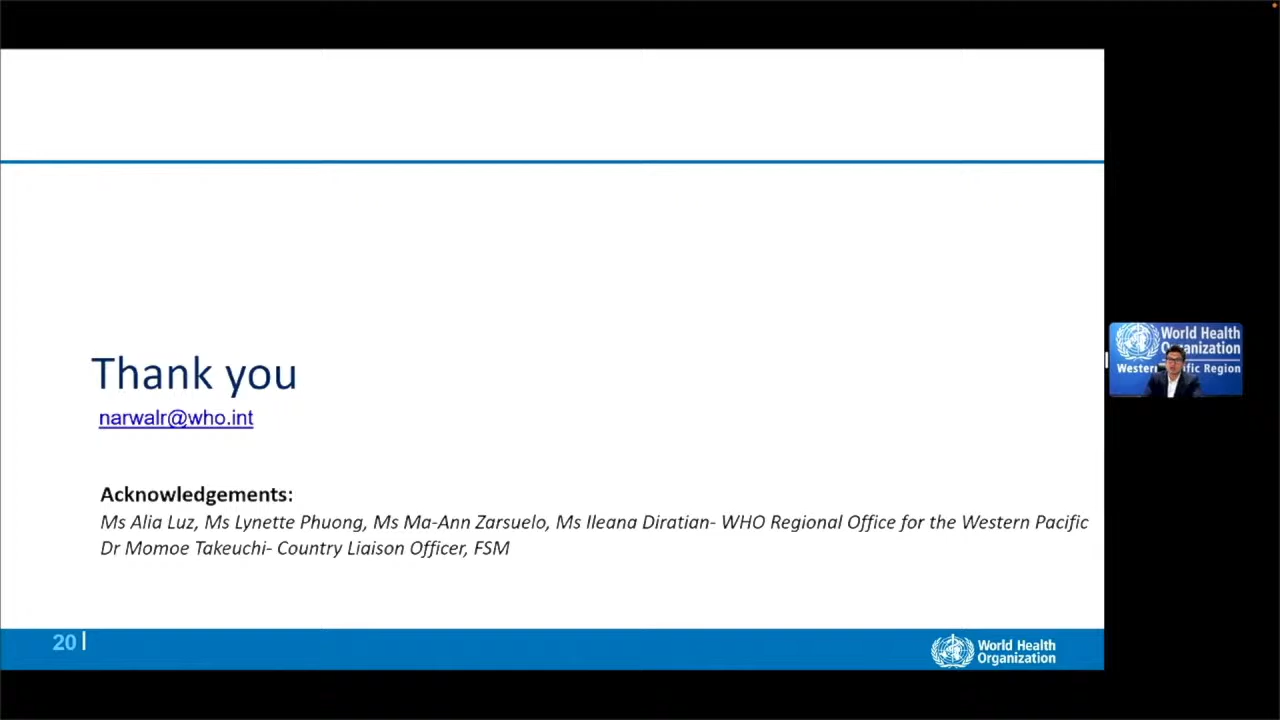 Thank you
narwalr@who.int
Acknowledgements:
Ms Alia Luz, Ms Lynette Phuong, Ms Ma-Ann Zarsuelo, Ms Ileana Diratian- WHO Regional Office for the Western Pacific
Dr Momoe Takeuchi- Country Liaison Officer, FSM
20
World Health
Organization
World Health
Organization
Western Pacific Region